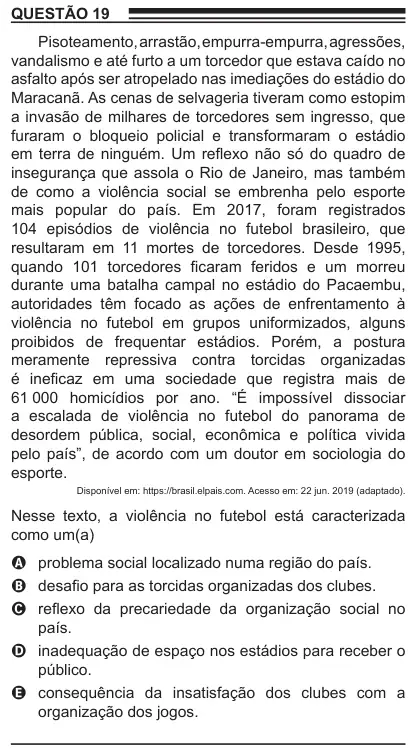 QUESTÃO 19
Pisoteamento, arrastão, empurra-empurra, agressões,
vandalismo e até furto a um torcedor que estava caído no
asfalto após ser atropelado nas imediações do estádio do
Maracanã. As cenas de selvageria tiveram como estopim
a invasão de milhares de torcedores sem ingresso, que
furaram o bloqueio policial e transformaram o estádio
em terra de ninguém. Um reflexo não só do quadro de
insegurança que assola o Rio de Janeiro, mas também
de como a violência social se embrenha pelo esporte
mais popular do país. Em 2017, foram registrados
104 episódios de violência no futebol brasileiro, que
resultaram em 11 mortes de torcedores. Desde 1995,
quando 101 torcedores ficaram feridos e um morreu
durante uma batalha campal no estádio do Pacaembu,
autoridades têm focado as ações de enfrentamento à
violência no futebol em grupos uniformizados, alguns
proibidos de frequentar estádios. Porém, a postura
meramente repressiva contra torcidas organizadas
é ineficaz em uma sociedade que registra mais de
61 000 homicídios por ano. “É impossível dissociar
a escalada de violência no futebol do panorama de
desordem pública, social, econômica e política vivida
pelo país”, de acordo com um doutor em sociologia do
esporte.
Disponível em: https://brasil.elpais.com. Acesso em: 22 jun. 2019 (adaptado).
Nesse texto, a violência no futebol está caracterizada
como um(a)
A problema social localizado numa região do país.
B desafio para as torcidas organizadas dos clubes.
C reflexo da precariedade da organização social no
país.
D inadequação de espaço nos estádios para receber o
público.
E consequência da insatisfação dos clubes com a
organização dos jogos.